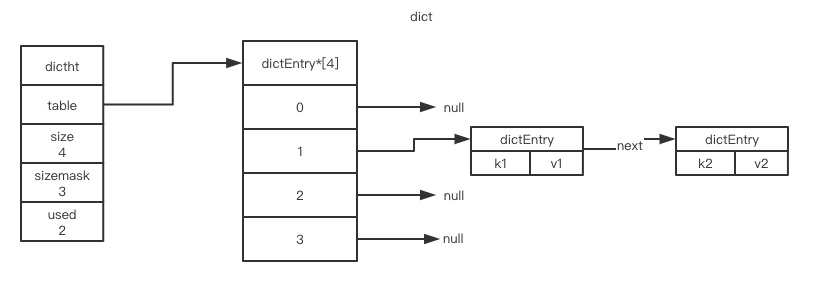 dict
dictht
table
size
4
sizemask
3
used
2
dictEntry*[4]
0
null
1
2
null
3
null
dictEntry
k1 v1
next
dictEntry
k2 v2